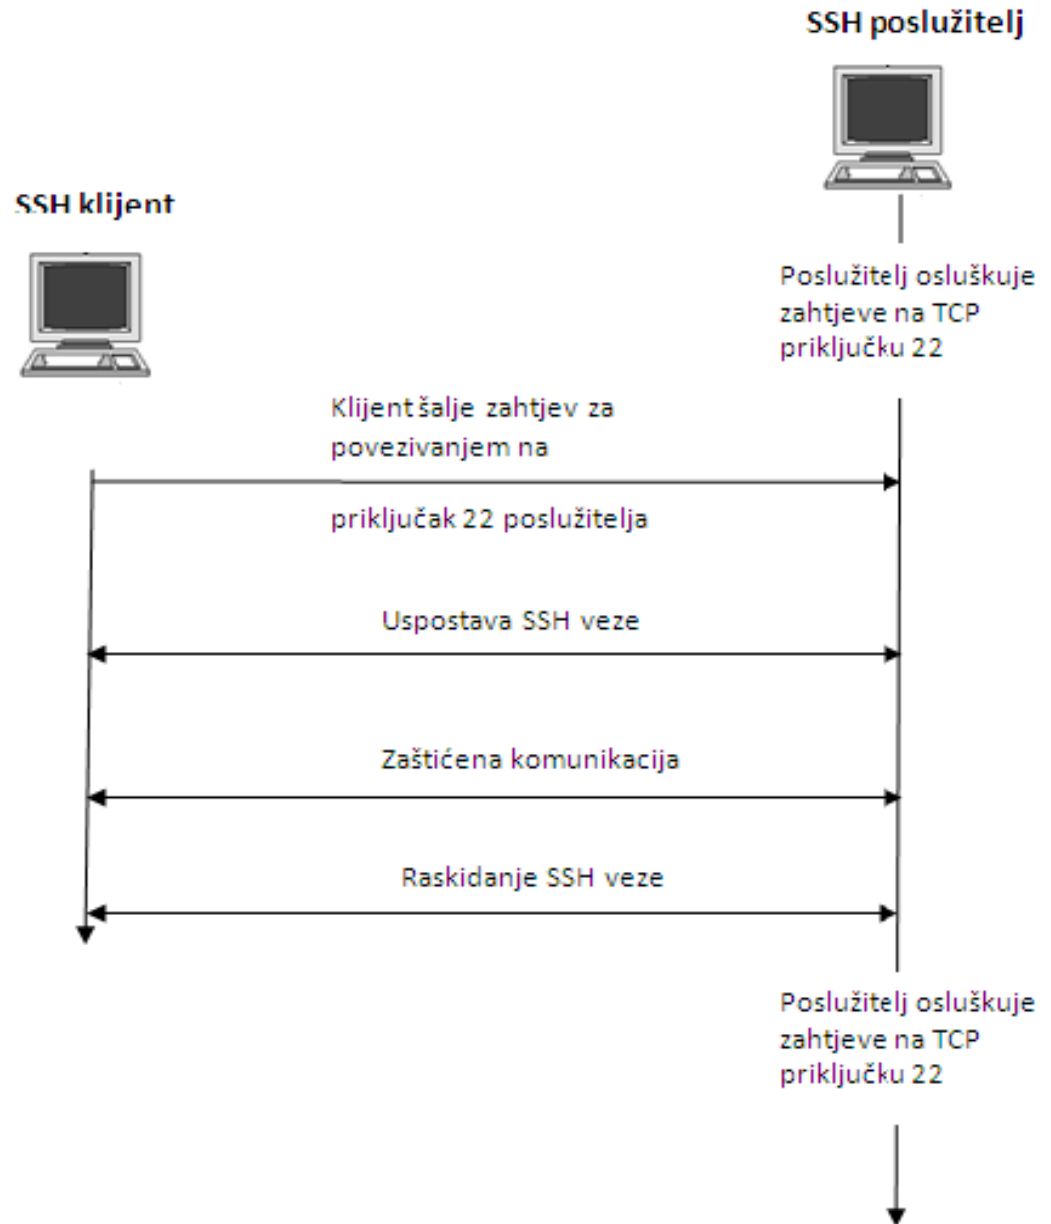 SSH poslužitelj
SSH klijent
Poslužitelj osluškuje
zahtjeve na TCP
priključku 22
Klijent šalje zahtjev za
povezivanjem na
priključak 22 poslužitelja
Uspostava SSH veze
Zaštićena komunikacija
Raskidanje SSH veze
Poslužitelj osluškuje
zahtjeve na TCP
priključku 22